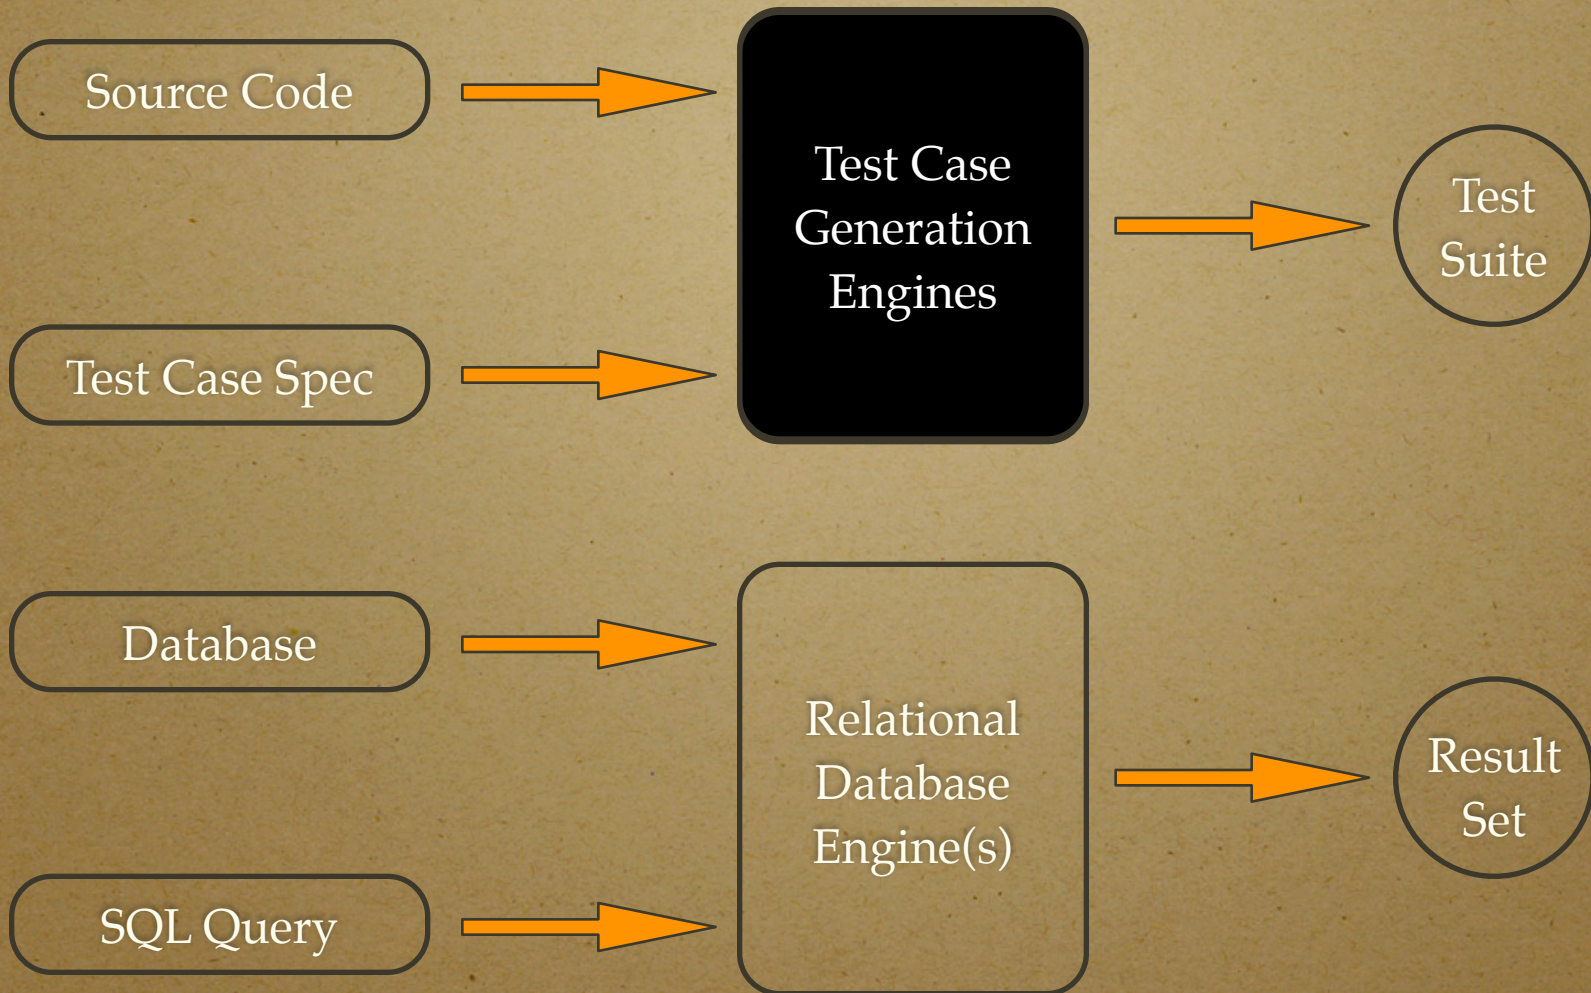 Source Code
Test Case Spec
Test Case
Generation
Engines
Test
Suite
Database
SQL Query
Relational
Database
Engine(s)
Result
Set